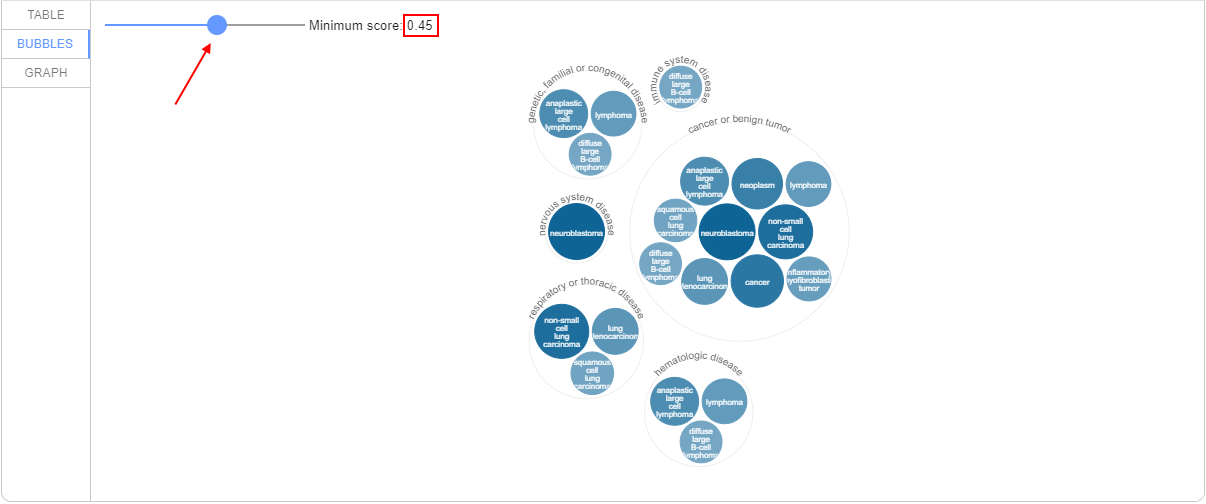 TABLE
BUBBLES
GRAPH
Minimum score: 0.45
immune system disease
diffuse
large
B-cell
lymphoma
genetic, familial or congenital disease
anaplastic
large
cell
lymphoma
lymphoma
diffuse
large
B-cell
lymphoma
cancer or benign tumor
anaplastic
large
cell
lymphoma
neoplasm
lymphoma
squamous
cell
lung
carcinoma
neuroblastoma
non-small
cell
lung
carcinoma
diffuse
large
B-cell
lymphoma
lung
denocarcinom
cancer
inflammatory
nyofibroblasti
tumor
nervous system disease
neuroblastoma
respiratory or thoracic disease
non-small
cell
lung
carcinoma
lung
denocarcinom
squamous
cell
lung
carcinoma
hematologic disease
anaplastic
large
cell
lymphoma
lymphoma
diffuse
large
B-cell
lymphoma